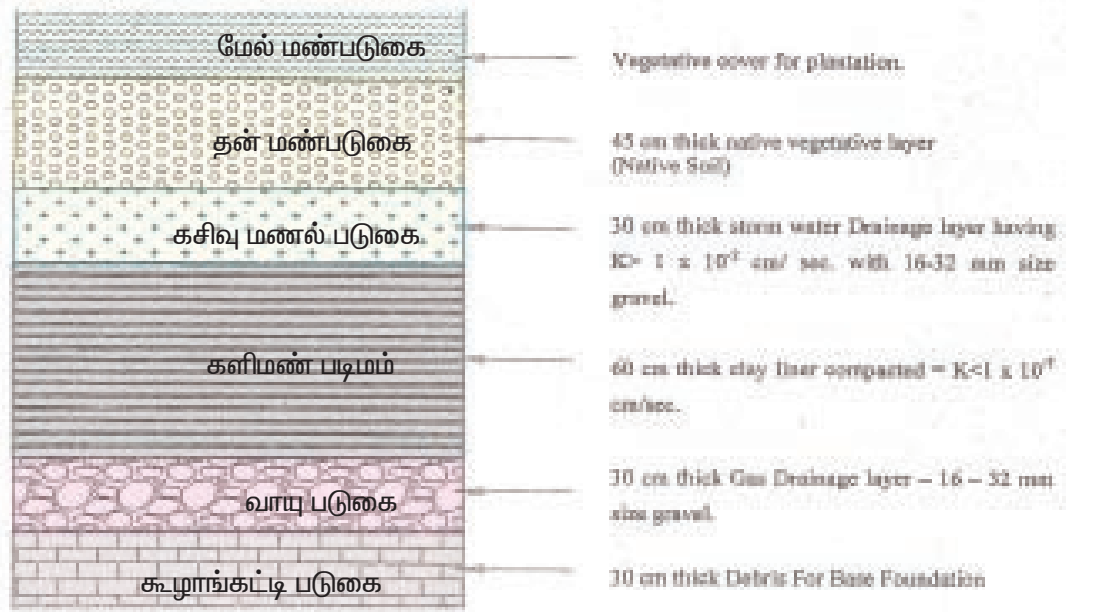 மேல் மண்படுகை
Vegetative cover for plantation.
தன் மண்படுகை
45 cm thick native vegetative layer
(Native Soil)
கசிவு மணல் படுகை
30 cm thick storm water Drainage layer having
K> 1 x cm/ sec. with 16-32 mm size
gravel.
களிமண் படிமம்
60 cm thick clay liner compacted = K<1 x
cm/sec.
வாயு படுகை
30 cm thick Gas Drainage layer – 16 – 32 mm
size gravel.
கூழாங்கட்டி படுகை
30 cm thick Debris For Base Foundation